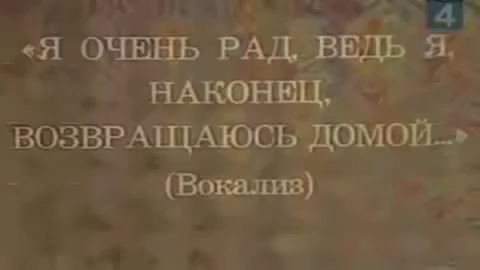 4
«Я ОЧЕНЬ РАД, ВЕДЬ Я,
НАКОНЕЦ,
ВОЗВРАЩАЮСЬ ДОМОЙ...»
(Вокализ)